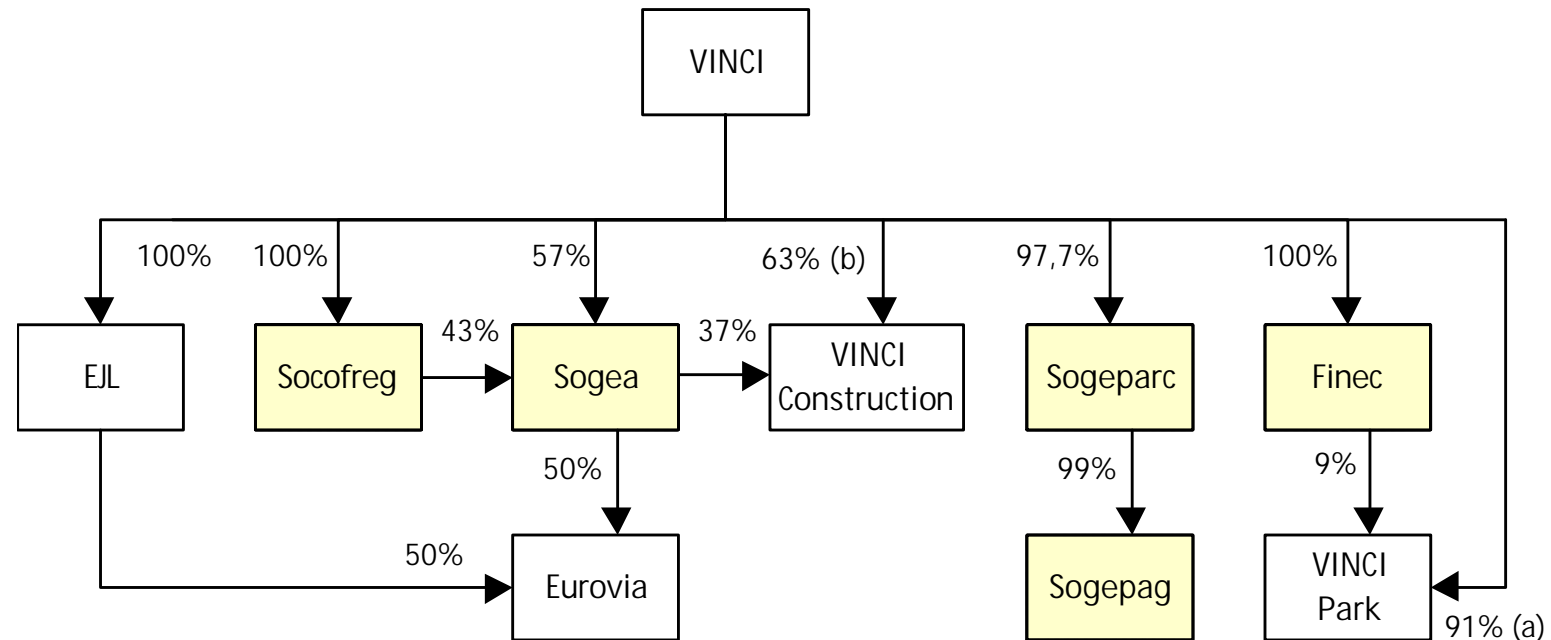 VINCI
100%
100%
57%
63% (b)
97,7%
100%
EJL
Socofreg
43%
Sogea
37%
VINCI
Construction
Sogeparc
Finec
50%
99%
9%
50%
Eurovia
Sogepag
VINCI
Park
91% (a)